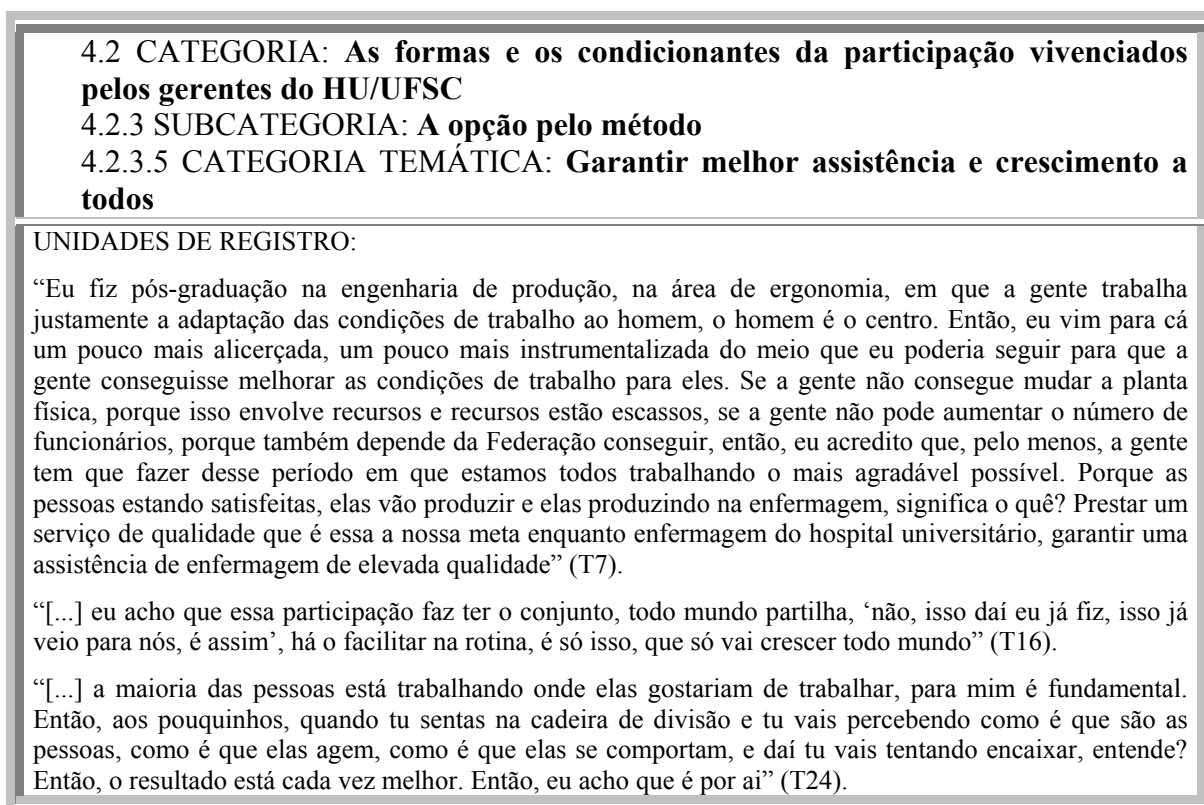 4.2 CATEGORIA: As formas e os condicionantes da participação vivenciados
pelos gerentes do HU/UFSC
4.2.3 SUBCATEGORIA: A opção pelo método
4.2.3.5 CATEGORIA TEMÁTICA: Garantir melhor assistência e crescimento a
todos
UNIDADES DE REGISTRO:
“Eu fiz pós-graduação na engenharia de produção, na área de ergonomia, em que a gente trabalha
justamente a adaptação das condições de trabalho ao homem, o homem é o centro. Então, eu vim para cá
um pouco mais alicerçada, um pouco mais instrumentalizada do meio que eu poderia seguir para que a
gente conseguisse melhorar as condições de trabalho para eles. Se a gente não consegue mudar a planta
física, porque isso envolve recursos e recursos estão escassos, se a gente não pode aumentar o número de
funcionários, porque também depende da Federação conseguir, então, eu acredito que, pelo menos, a gente
tem que fazer desse período em que estamos todos trabalhando o mais agradável possível. Porque as
pessoas estando satisfeitas, elas vão produzir e elas produzindo na enfermagem, significa o quê? Prestar um
serviço de qualidade que é essa a nossa meta enquanto enfermagem do hospital universitário, garantir uma
assistência de enfermagem de elevada qualidade” (T7).
“[...] eu acho que essa participação faz ter o conjunto, todo mundo partilha, ‘não, isso daí eu já fiz, isso já
veio para nós, é assim’, há o facilitar na rotina, é só isso, que só vai crescer todo mundo” (T16).
“[...] a maioria das pessoas está trabalhando onde elas gostariam de trabalhar, para mim é fundamental.
Então, aos pouquinhos, quando tu sentas na cadeira de divisão e tu vais percebendo como é que são as
pessoas, como é que elas agem, como é que elas se comportam, e daí tu vais tentando encaixar, entende?
Então, o resultado está cada vez melhor. Então, eu acho que é por ai” (T24).